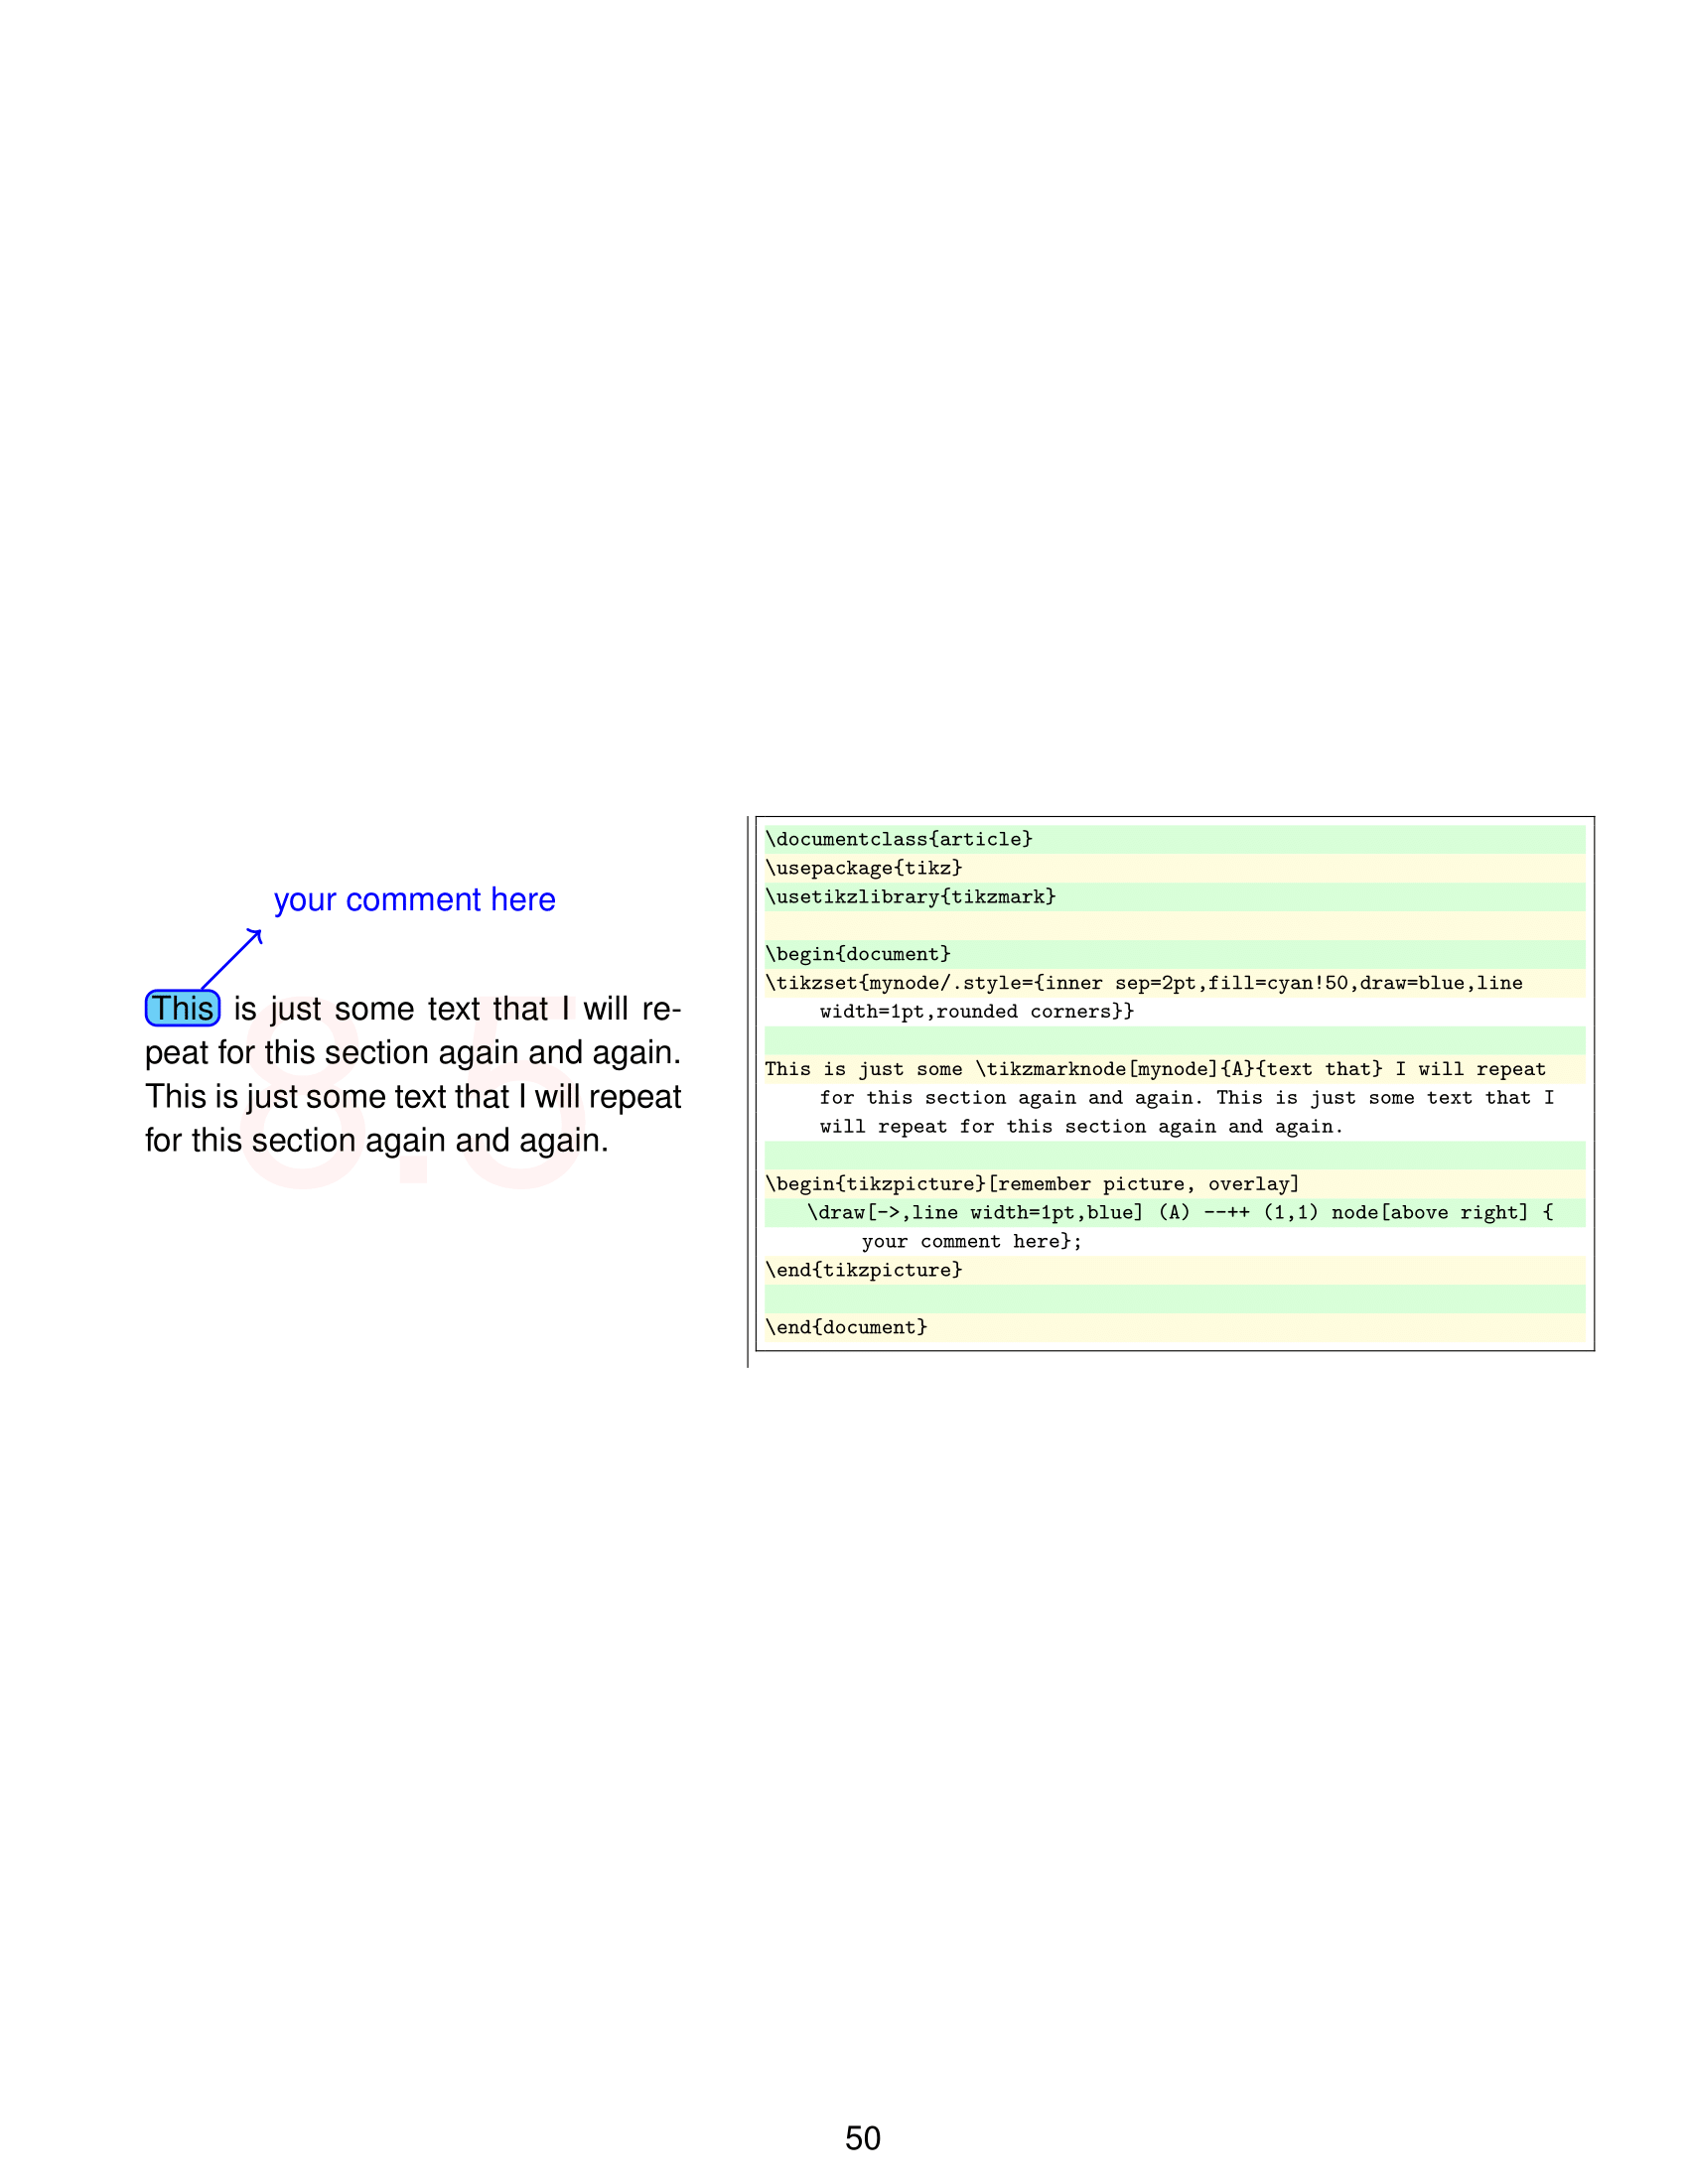 your comment here
This is just some text that I will re-
peat for this section again and again.
This is just some text that I will repeat
for this section again and again.
8.5
\documentclass{article}
\usepackage{tikz}
\usetikzlibrary{tikzmark}
\begin{document}
\tikzset{mynode/.style={inner sep=2pt,fill=cyan!50,draw=blue,line
width=1pt,rounded corners}}
This is just some \tikzmarknode[mynode]{A}{text that} I will repeat
for this section again and again. This is just some text that I
will repeat for this section again and again.
\begin{tikzpicture}[remember picture, overlay]
\draw[->,line width=1pt,blue] (A) --++ (1,1) node[above right] {
your comment here};
\end{tikzpicture}
\end{document}
50